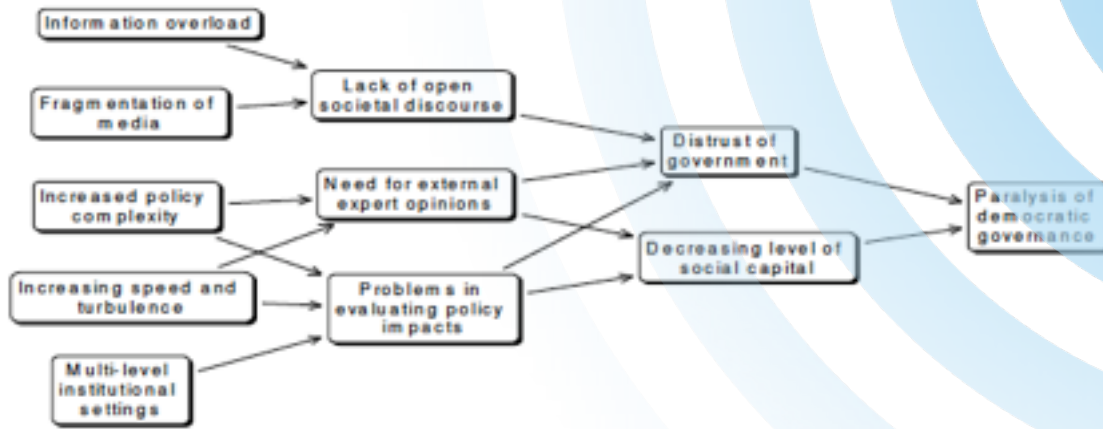 Information overload
Fragmentation of
media
Increased policy
complexity
Increasing speed and
turbulence
Multi-level
institutional
settings
Lack of open
societal discourse
Need for external
expert opinions
Problems in
evaluating policy
impacts
Distrust of
government
Decreasing level of
social capital
Paralysis of
democratic
governance